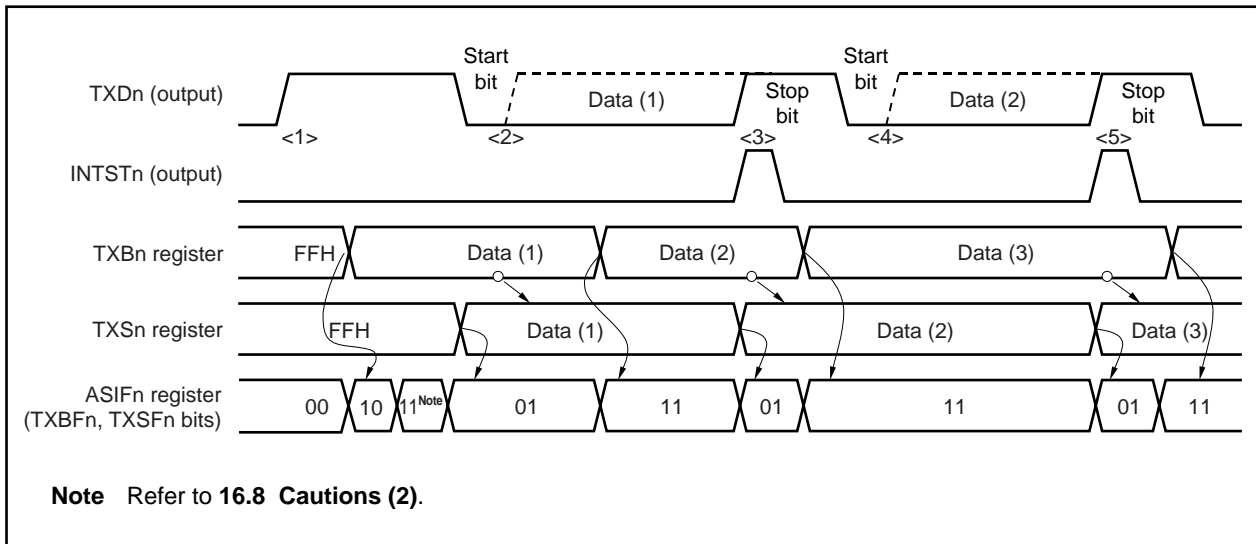 Start bit
Start bit
TXDn (output)
Data (1)
Stop bit
Data (2)
Stop bit
<1>
<2>
<3>
<4>
<5>
INTSTn (output)
TXBn register
FFH
Data (1)
Data (2)
Data (3)
TXSn register
FFH
Data (1)
Data (2)
Data (3)
ASIFn register
(TXBFn, TXSFn bits)
00
10
11Note
01
11
01
11
01
11
Note Refer to 16.8 Cautions (2).